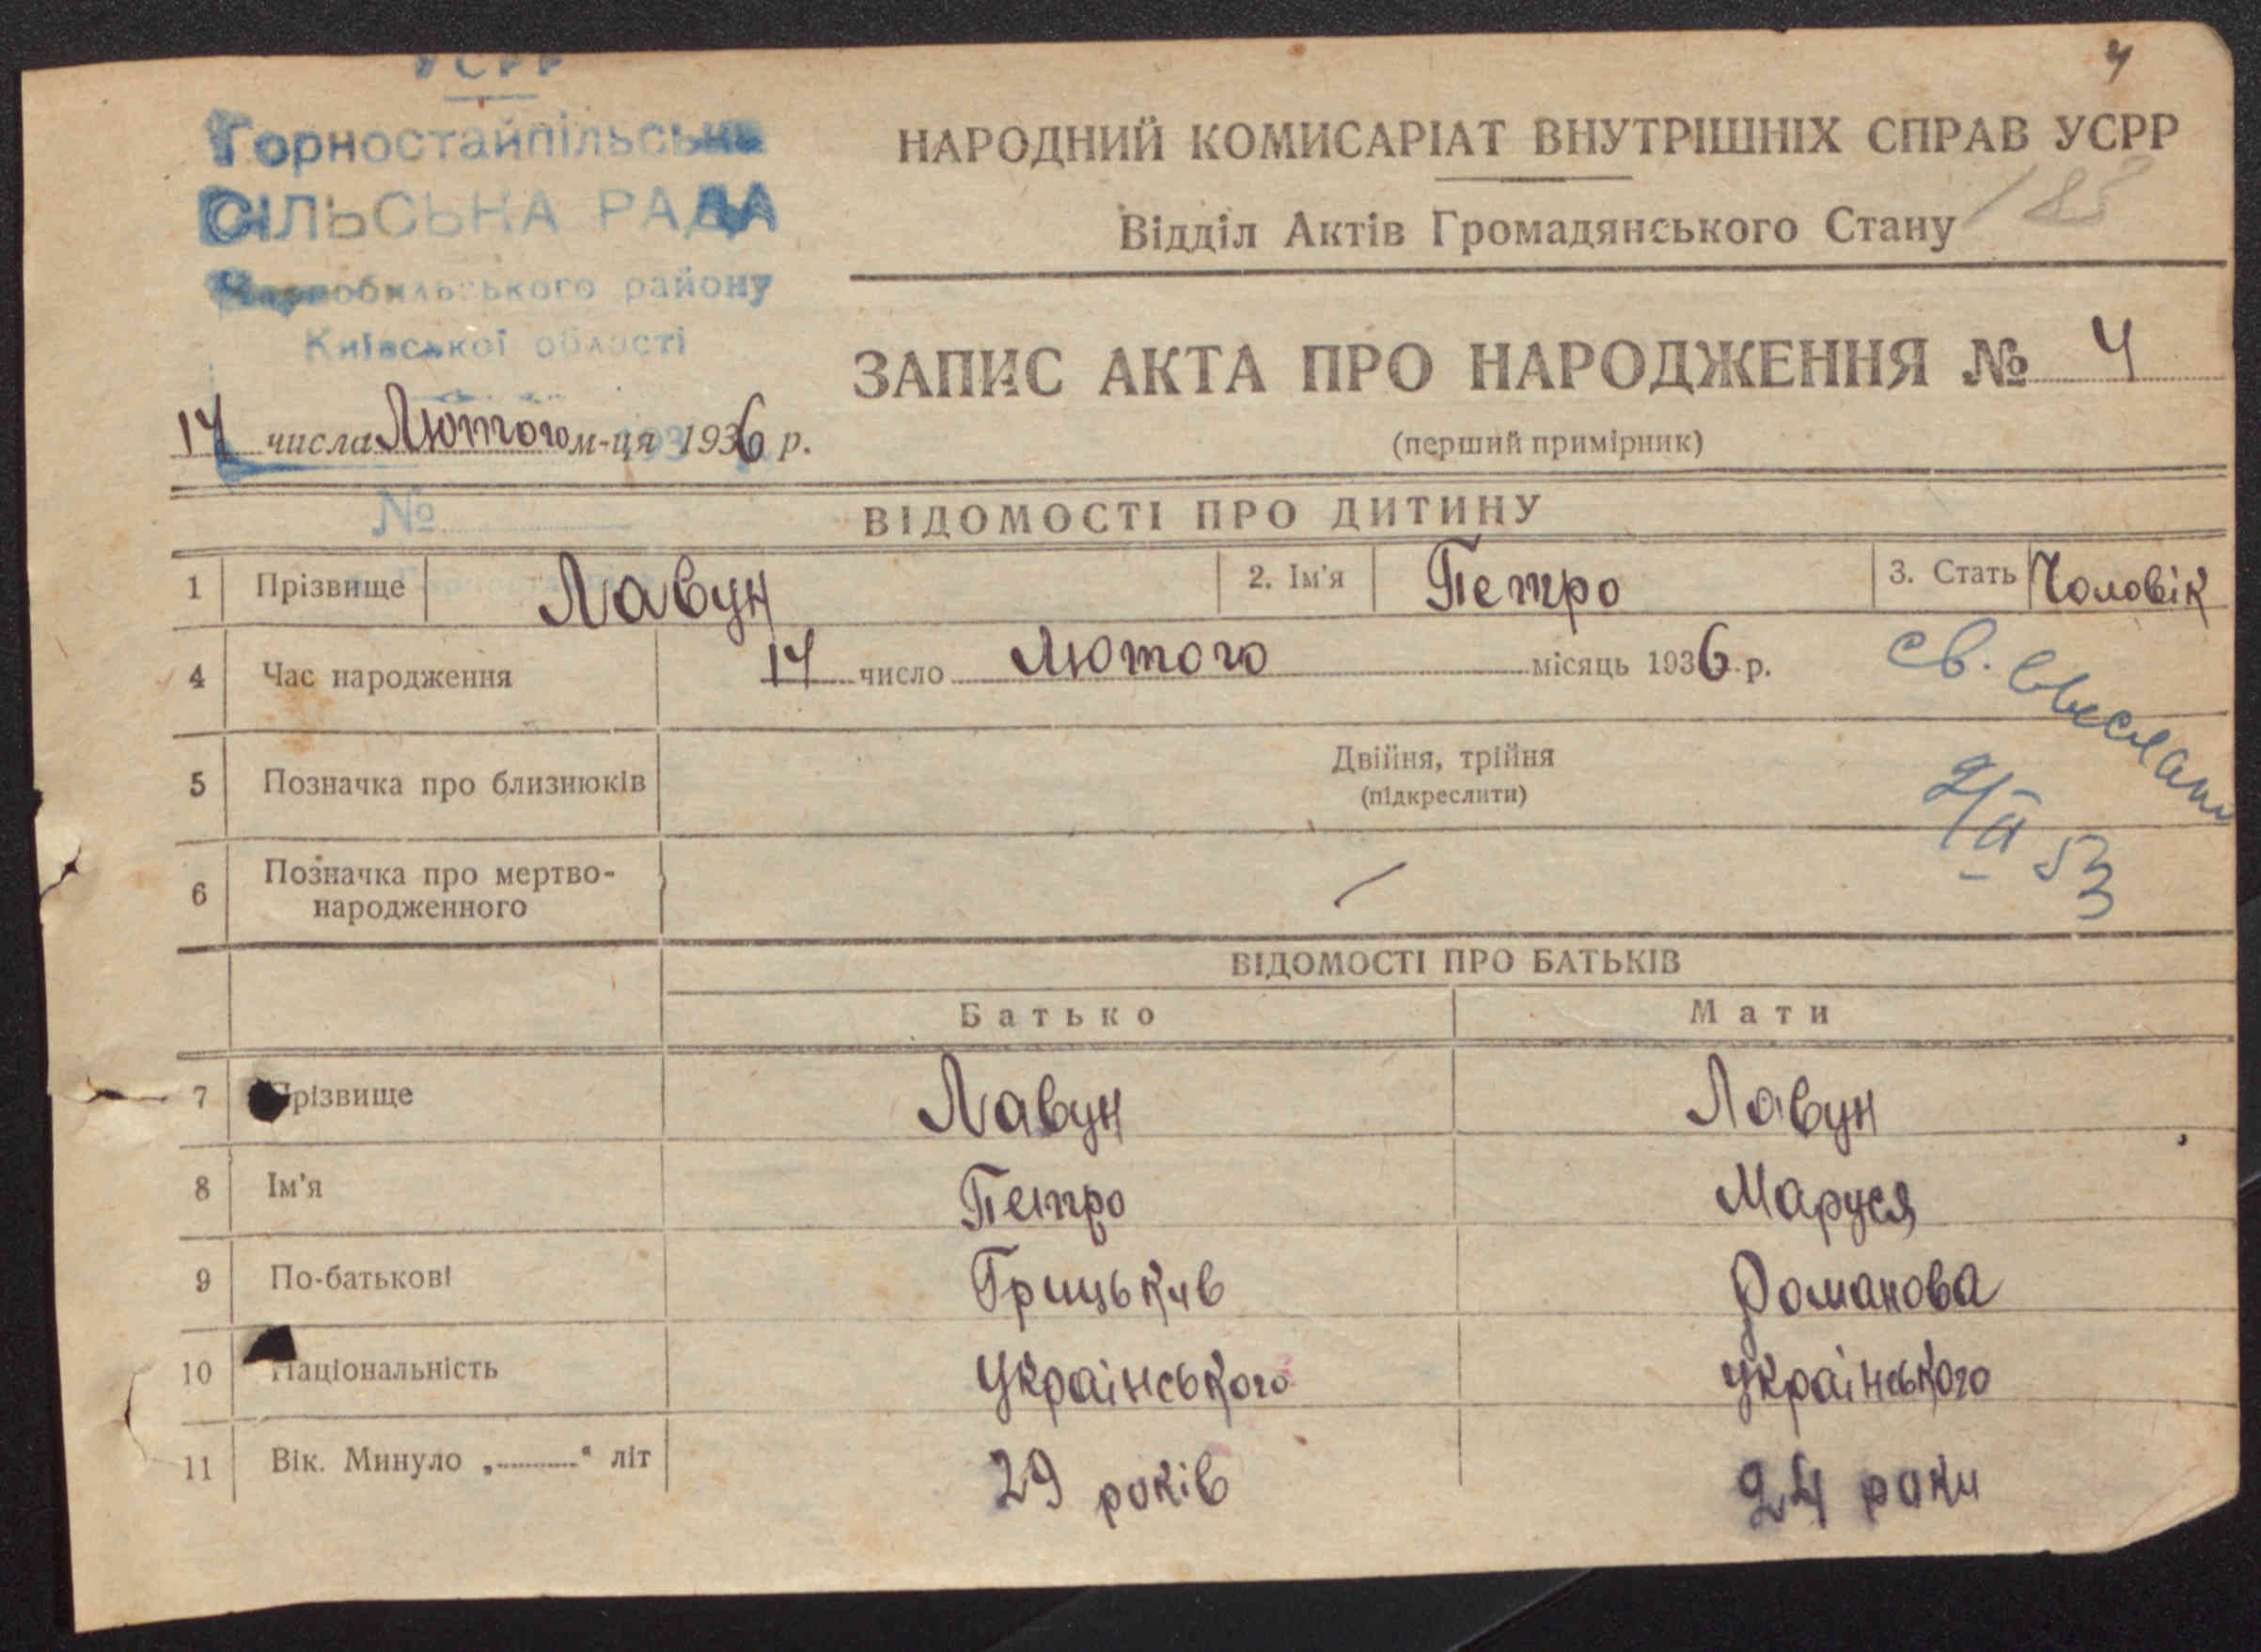 УСРР
Горностайпільська
СІЛЬСЬКА РАДА
Чорнобильського району
Київської області
4
НАРОДНИЙ КОМИСАРІАТ ВНУТРІШНІХ СПРАВ УСРР
Відділ Актів Громадянського Стану
185
ЗАПИС АКТА ПРО НАРОДЖЕННЯ № 4
(перший примірник)
14 числа Лютого м-ця 1936 р.
№
ВІДОМОСТІ ПРО ДИТИНУ
1 Прізвище Лавун 2. Ім'я Петро 3. Стать Чоловік
4 Час народження 14 число Лютого місяць 1936 р.
св.
5 Позначка про близнюків Двійня, трійня
(підкреслити)
53
6 Позначка про мертво-
народженного
ВІДОМОСТІ ПРО БАТЬКІВ
Батько Мати
7 Прізвище Лавун Лавун
8 Ім'я Петро Маруся
9 По-батькові Грицьків Романова
10 Національність Українського Українського
11 Вік. Минуло „ “ літ 29 років 24 роки